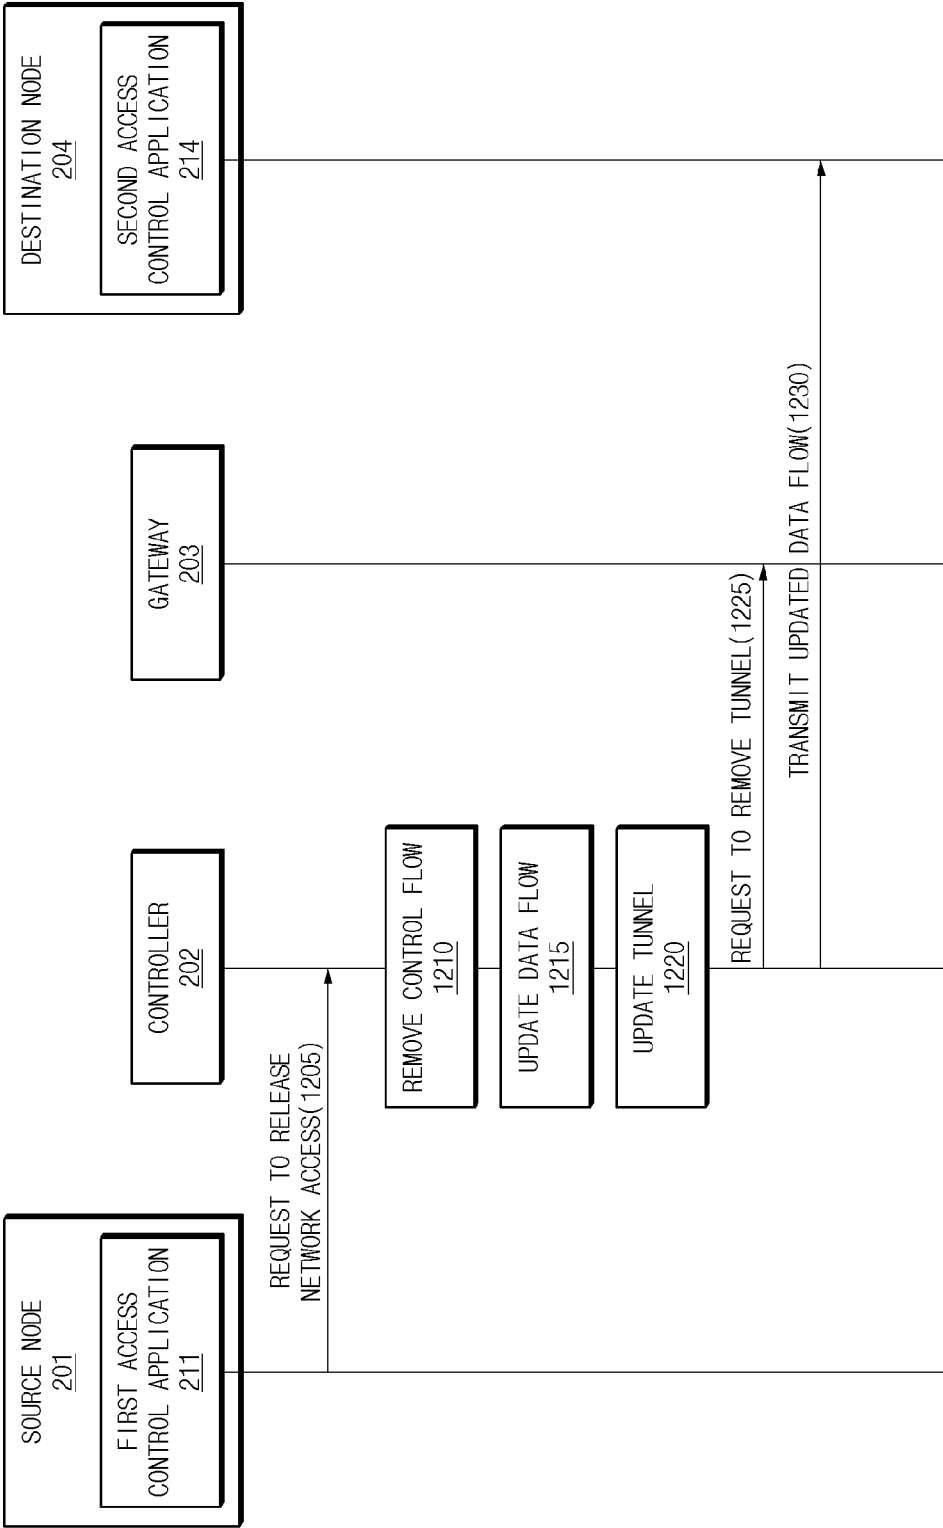 SOURCE NODE
201
FIRST ACCESS
CONTROL APPLICATION
211
CONTROLLER
202
GATEWAY
203
DESTINATION NODE
204
SECOND ACCESS
CONTROL APPLICATION
214
REQUEST TO RELEASE
NETWORK ACCESS(1205)
REMOVE CONTROL FLOW
1210
UPDATE DATA FLOW
1215
UPDATE TUNNEL
1220
REQUEST TO REMOVE TUNNEL(1225)
TRANSMIT UPDATED DATA FLOW(1230)